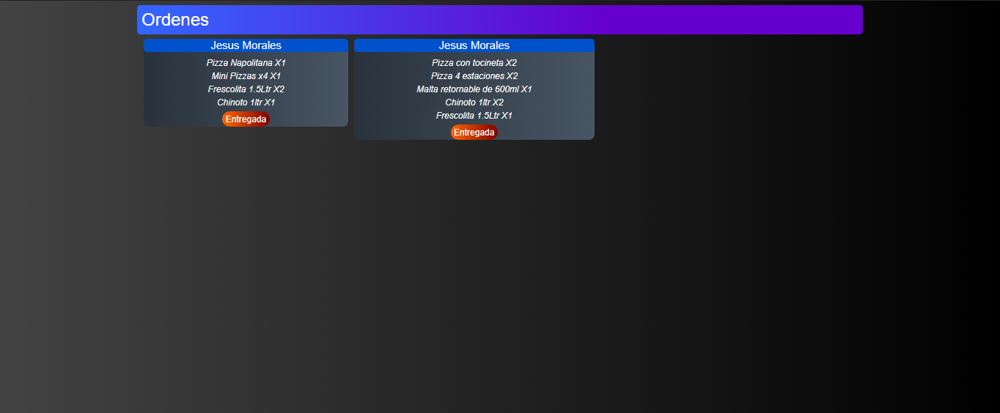 Ordenes
Jesus Morales
Pizza Napolitana X1
Mini Pizzas x4 X1
Frescolita 1.5Ltr X2
Chinoto 1ltr X1
Entregada
Jesus Morales
Pizza con tocineta X2
Pizza 4 estaciones X2
Malta retornable de 600ml X1
Chinoto 1ltr X2
Frescolita 1.5Ltr X1
Entregada